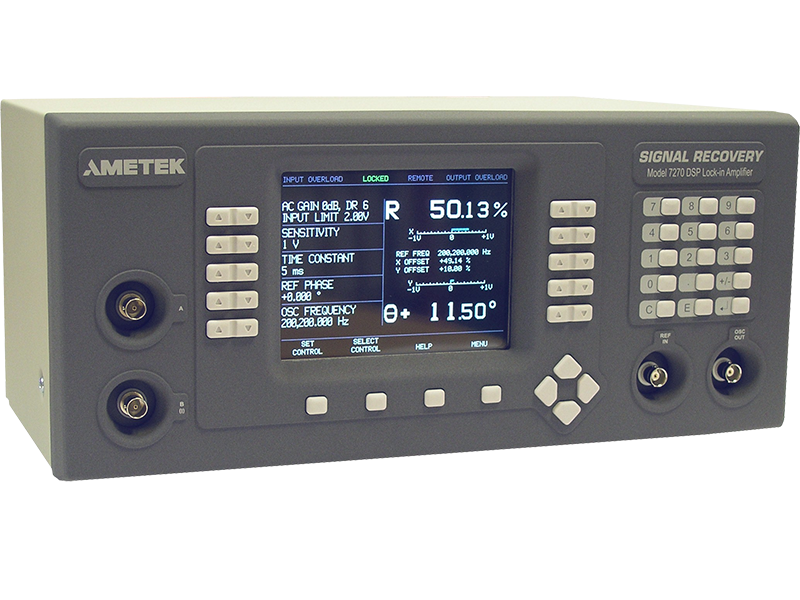 AMETEK
SIGNAL RECOVERY
Model 7270 DSP Lock-in Amplifier
INPUT OVERLOAD LOCKED REMOTE OUTPUT OVERLOAD
AC GAIN 0dB, DR 6
INPUT LIMIT 2.00V
SENSITIVITY
1 V
TIME CONSTANT
5 ms
REF PHASE
+0.000 °
OSC FREQUENCY
200,200.000 Hz
R 50.13%
X
-1V 0 +1V
REF FREQ 200,200.000 Hz
X OFFSET +49.14 %
Y OFFSET +10.00 %
Y
-1V 0 +1V
θ+ 11.50°
SET CONTROL
SELECT CONTROL
HELP
MENU
A
B
(I)
7 8 9
4 5 6
1 2 3
0 . +/-
C E
REF IN
OSC OUT